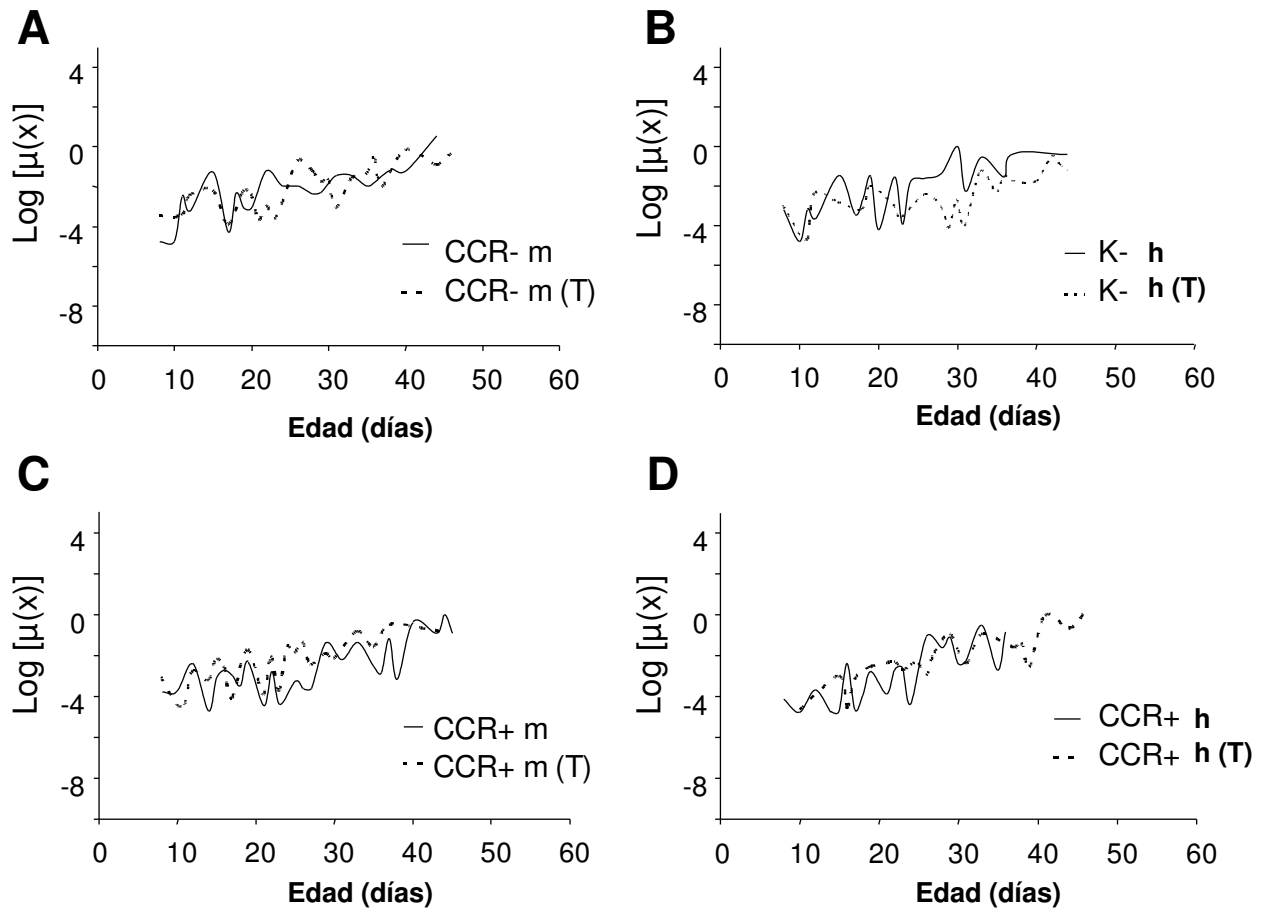 A
4
0
-4
-8
Log [µ(x)]
CCR- m
CCR- m (T)
0 10 20 30 40 50 60
Edad (días)
B
4
0
-4
-8
Log [µ(x)]
K- h
K- h (T)
0 10 20 30 40 50 60
Edad (días)
C
4
0
-4
-8
Log [µ(x)]
CCR+ m
CCR+ m (T)
0 10 20 30 40 50 60
Edad (días)
D
4
0
-4
-8
Log [µ(x)]
CCR+ h
CCR+ h (T)
0 10 20 30 40 50 60
Edad (días)